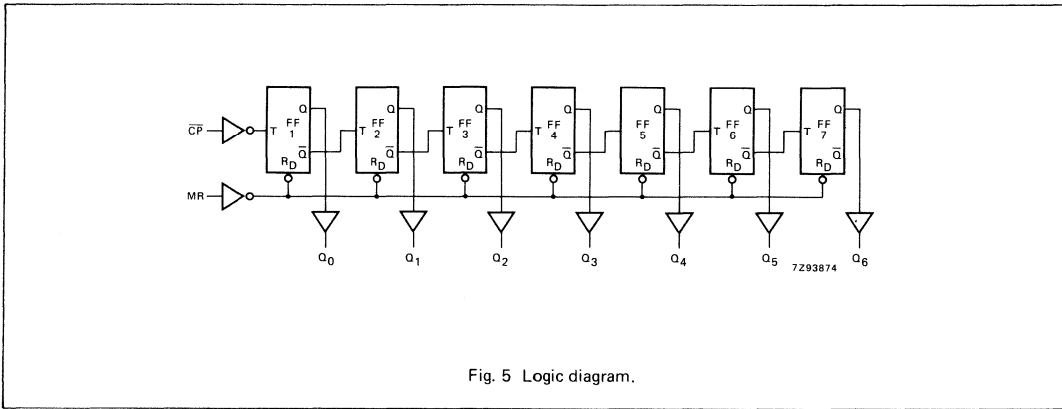 Q Q Q Q Q Q Q
CP T FF 1 T FF 2 T FF 3 T FF 4 FF 5 T FF 6 T FF 7
Q̅ Q̅ Q̅ Q̅ Q̅ Q̅ Q̅
RD RD RD RD RD RD RD
MR
Q0 Q1 Q2 Q3 Q4 Q5 7Z93874 Q6
Fig. 5 Logic diagram.